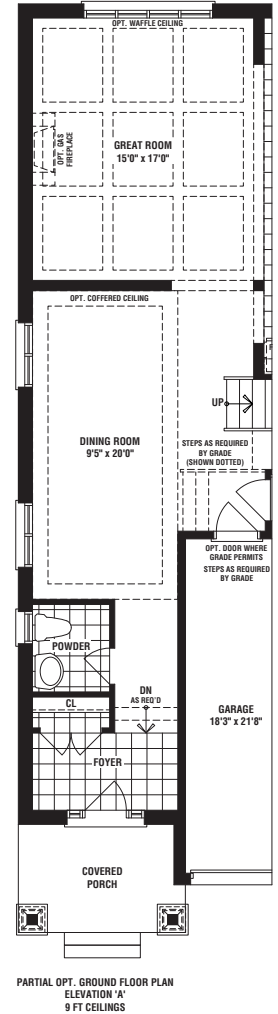 OPT. WAFFLE CEILING
OPT. GAS
FIREPLACE
GREAT ROOM
15'0" x 17'0"
OPT. COFFERED CEILING
UP
DINING ROOM
9'5" x 20'0"
STEPS AS REQUIRED
BY GRADE
(SHOWN DOTTED)
OPT. DOOR WHERE
GRADE PERMITS
STEPS AS REQUIRED
BY GRADE
POWDER
CL
DN
AS REQ'D
GARAGE
18'3" x 21'8"
FOYER
COVERED
PORCH
PARTIAL OPT. GROUND FLOOR PLAN
ELEVATION 'A'
9 FT CEILINGS